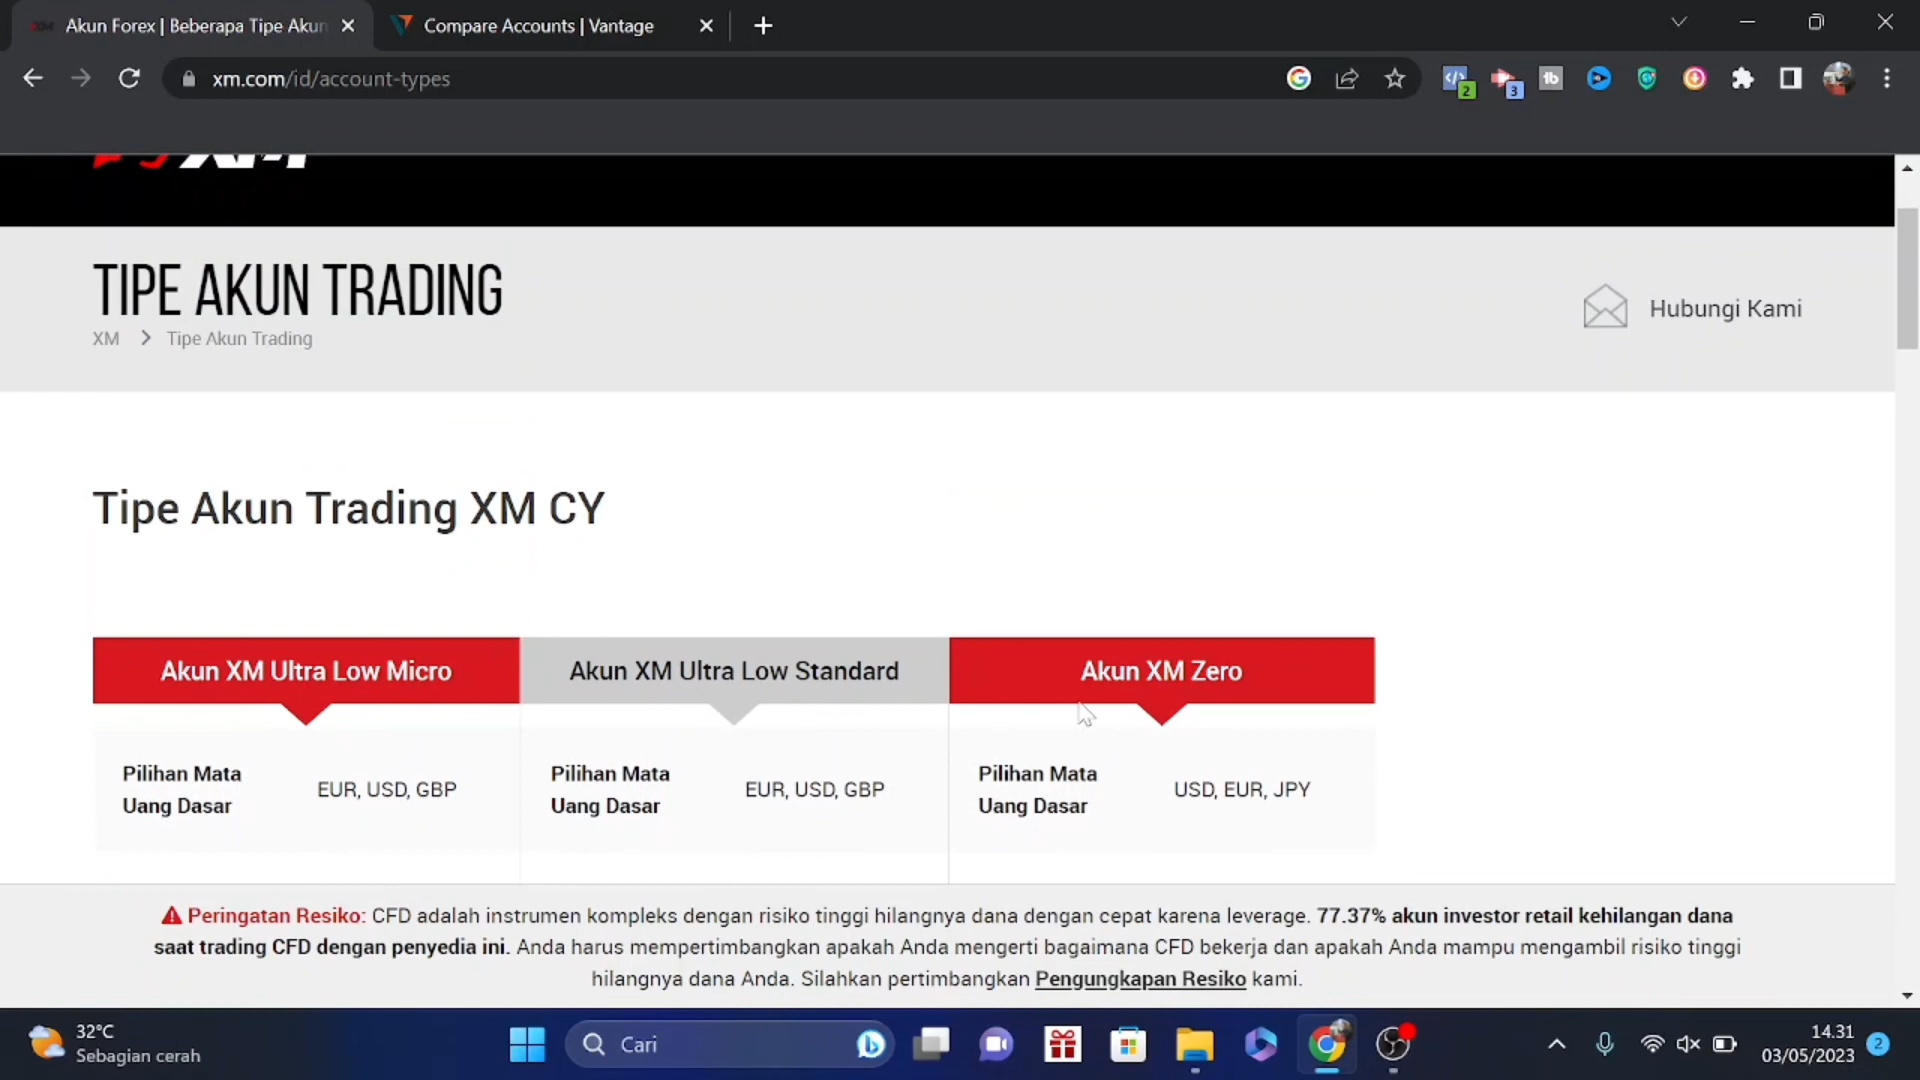 Akun Forex | Beberapa Tipe Akun
Compare Accounts | Vantage
xm.com/id/account-types
2
3
XM
TIPE AKUN TRADING
XM > Tipe Akun Trading
Hubungi Kami
Tipe Akun Trading XM CY
Akun XM Ultra Low Micro
Akun XM Ultra Low Standard
Akun XM Zero
Pilihan Mata
Uang Dasar
EUR, USD, GBP
Pilihan Mata
Uang Dasar
EUR, USD, GBP
Pilihan Mata
Uang Dasar
USD, EUR, JPY
Peringatan Resiko: CFD adalah instrumen kompleks dengan risiko tinggi hilangnya dana dengan cepat karena leverage. 77.37% akun investor retail kehilangan dana
saat trading CFD dengan penyedia ini. Anda harus mempertimbangkan apakah Anda mengerti bagaimana CFD bekerja dan apakah Anda mampu mengambil risiko tinggi
hilangnya dana Anda. Silahkan pertimbangkan Pengungkapan Resiko kami.
32°C
Sebagian cerah
Cari
14.31
03/05/2023
2